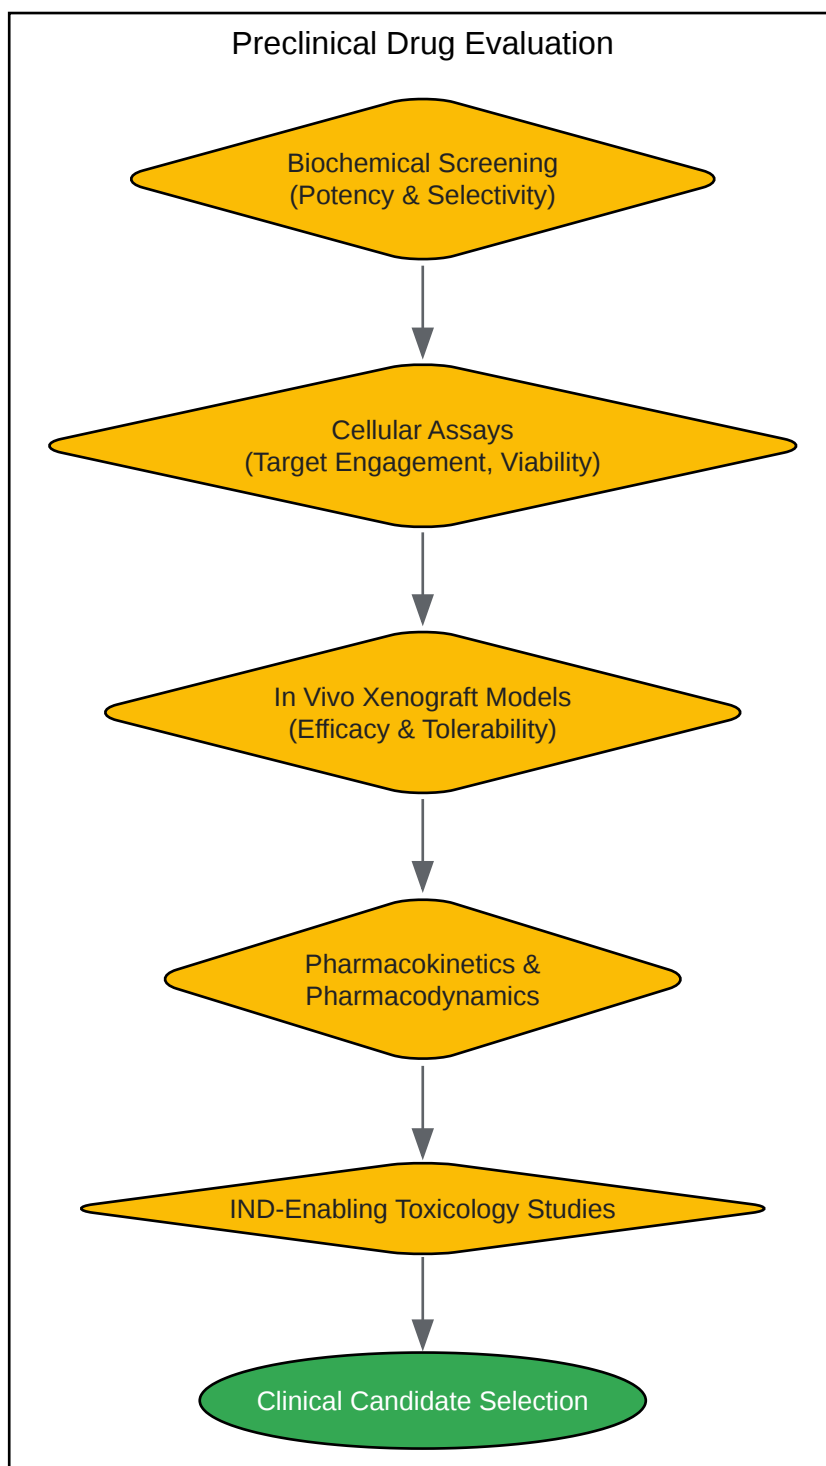 Preclinical Drug Evaluation
Biochemical Screening
(Potency & Selectivity)
Cellular Assays
(Target Engagement, Viability)
In Vivo Xenograft Models
(Efficacy & Tolerability)
Pharmacokinetics &
Pharmacodynamics
IND-Enabling Toxicology Studies
Clinical Candidate Selection